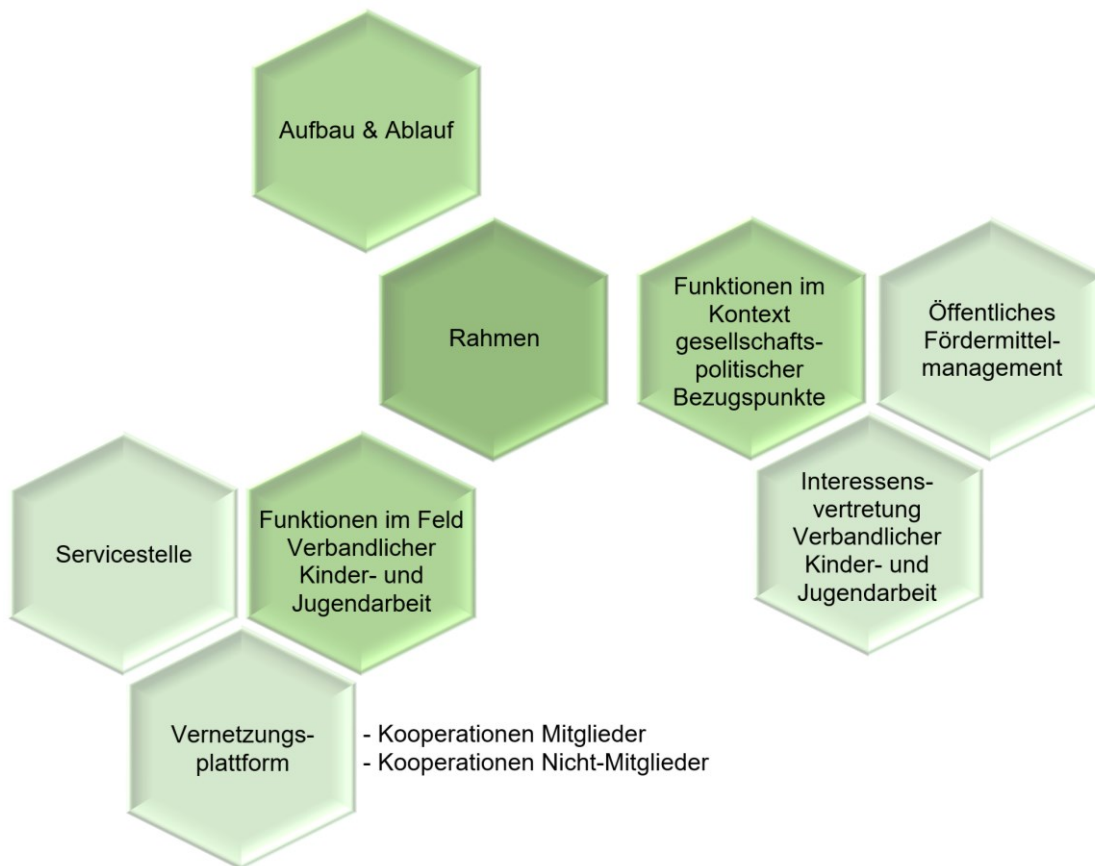 Aufbau & Ablauf
Rahmen
Funktionen im
Kontext
gesellschafts-
politischer
Bezugspunkte
Öffentliches
Fördermittel-
management
Interessens-
vertretung
Verbandlicher
Kinder- und
Jugendarbeit
Servicestelle
Funktionen im Feld
Verbandlicher
Kinder- und
Jugendarbeit
Vernetzungs-
plattform
- Kooperationen Mitglieder
- Kooperationen Nicht-Mitglieder